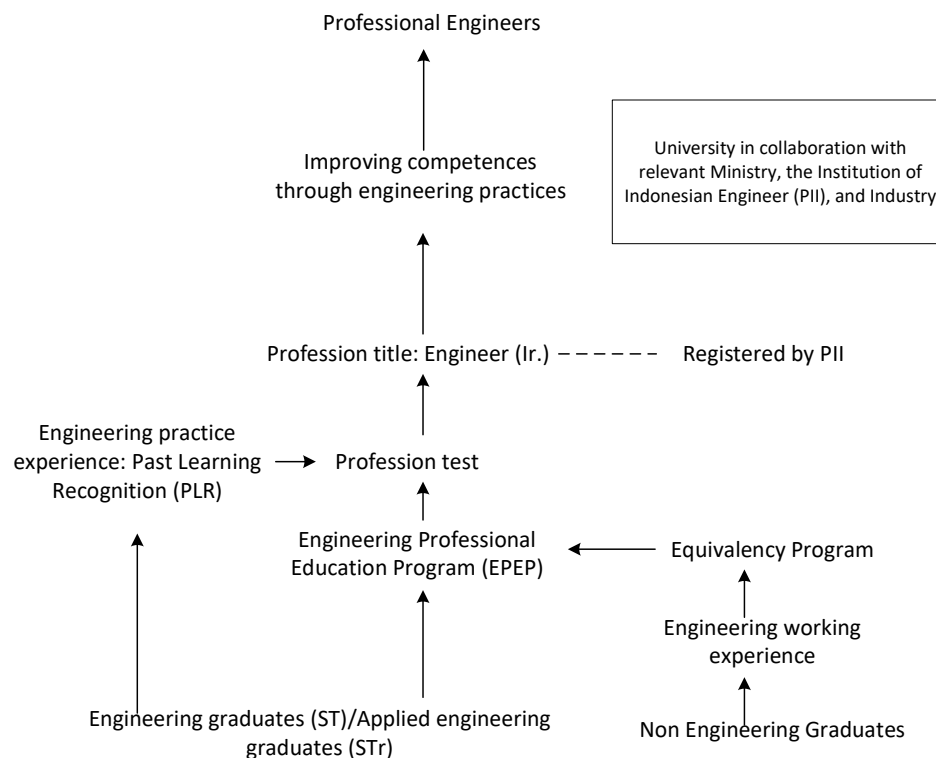 Professional Engineers
University in collaboration with
relevant Ministry, the Institution of
Indonesian Engineer (PII), and Industry
Improving competences
through engineering practices
Profession title: Engineer (Ir.)
Registered by PII
Engineering practice
experience: Past Learning
Recognition (PLR)
Profession test
Engineering Professional
Education Program (EPEP)
Equivalency Program
Engineering working
experience
Engineering graduates (ST)/Applied engineering
graduates (STr)
Non Engineering Graduates